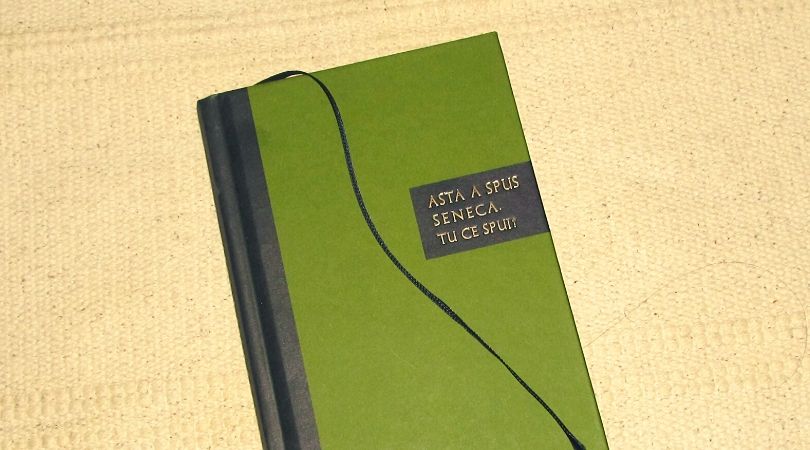 ASTA A SPUS
SENECA.
TU CE SPUI?